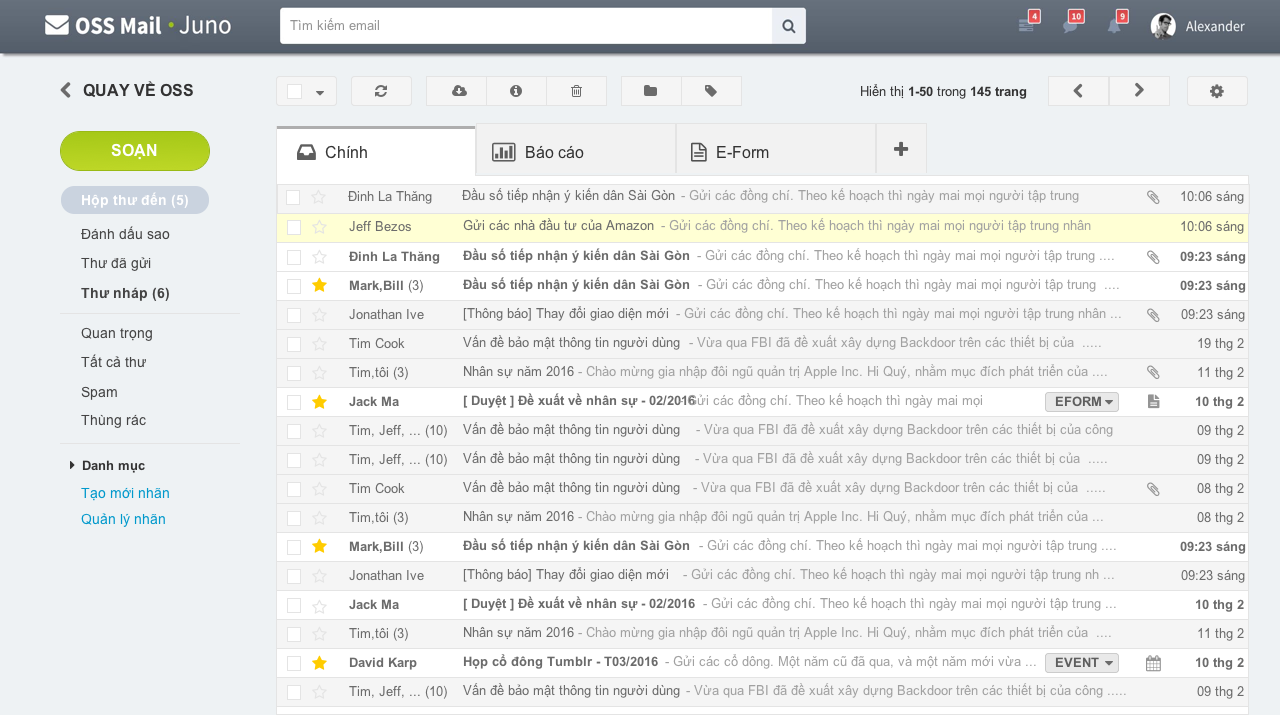 OSS Mail • Juno
Tìm kiếm email
4
10
9
Alexander
QUAY VỀ OSS
Hiển thị 1-50 trong 145 trang
SOẠN
Hộp thư đến (5)
Đánh dấu sao
Thư đã gửi
Thư nháp (6)
Quan trọng
Tất cả thư
Spam
Thùng rác
Danh mục
Tạo mới nhãn
Quản lý nhãn
Chính
Báo cáo
E-Form
Đinh La Thăng Đầu số tiếp nhận ý kiến dân Sài Gòn - Gửi các đồng chí. Theo kế hoạch thì ngày mai mọi người tập trung 10:06 sáng
Jeff Bezos Gửi các nhà đầu tư của Amazon - Gửi các đồng chí. Theo kế hoạch thì ngày mai mọi người tập trung nhân 10:06 sáng
Đinh La Thăng Đầu số tiếp nhận ý kiến dân Sài Gòn - Gửi các đồng chí. Theo kế hoạch thì ngày mai mọi người tập trung .... 09:23 sáng
Mark,Bill (3) Đầu số tiếp nhận ý kiến dân Sài Gòn - Gửi các đồng chí. Theo kế hoạch thì ngày mai mọi người tập trung .... 09:23 sáng
Jonathan Ive [Thông báo] Thay đổi giao diện mới - Gửi các đồng chí. Theo kế hoạch thì ngày mai mọi người tập trung nhân ... 09:23 sáng
Tim Cook Vấn đề bảo mật thông tin người dùng - Vừa qua FBI đã đề xuất xây dựng Backdoor trên các thiết bị của ..... 19 thg 2
Tim,tôi (3) Nhân sự năm 2016 - Chào mừng gia nhập đôi ngũ quản trị Apple Inc. Hi Quý, nhằm mục đích phát triển của .... 11 thg 2
Jack Ma [ Duyệt ] Đề xuất về nhân sự - 02/2016 Gửi các đồng chí. Theo kế hoạch thì ngày mai mọi EFORM 10 thg 2
Tim, Jeff, ... (10) Vấn đề bảo mật thông tin người dùng - Vừa qua FBI đã đề xuất xây dựng Backdoor trên các thiết bị của công 09 thg 2
Tim, Jeff, ... (10) Vấn đề bảo mật thông tin người dùng - Vừa qua FBI đã đề xuất xây dựng Backdoor trên các thiết bị của ..... 09 thg 2
Tim Cook Vấn đề bảo mật thông tin người dùng - Vừa qua FBI đã đề xuất xây dựng Backdoor trên các thiết bị của ..... 08 thg 2
Tim,tôi (3) Nhân sự năm 2016 - Chào mừng gia nhập đôi ngũ quản trị Apple Inc. Hi Quý, nhằm mục đích phát triển của ... 08 thg 2
Mark,Bill (3) Đầu số tiếp nhận ý kiến dân Sài Gòn - Gửi các đồng chí. Theo kế hoạch thì ngày mai mọi người tập trung .... 09:23 sáng
Jonathan Ive [Thông báo] Thay đổi giao diện mới - Gửi các đồng chí. Theo kế hoạch thì ngày mai mọi người tập trung nh ... 09:23 sáng
Jack Ma [ Duyệt ] Đề xuất về nhân sự - 02/2016 - Gửi các đồng chí. Theo kế hoạch thì ngày mai mọi người tập trung ... 10 thg 2
Tim,tôi (3) Nhân sự năm 2016 - Chào mừng gia nhập đôi ngũ quản trị Apple Inc. Hi Quý, nhằm mục đích phát triển của .... 11 thg 2
David Karp Họp cổ đông Tumblr - T03/2016 - Gửi các cổ đông. Một năm cũ đã qua, và một năm mới vừa ... EVENT 10 thg 2
Tim, Jeff, ... (10) Vấn đề bảo mật thông tin người dùng - Vừa qua FBI đã đề xuất xây dựng Backdoor trên các thiết bị của công ..... 09 thg 2